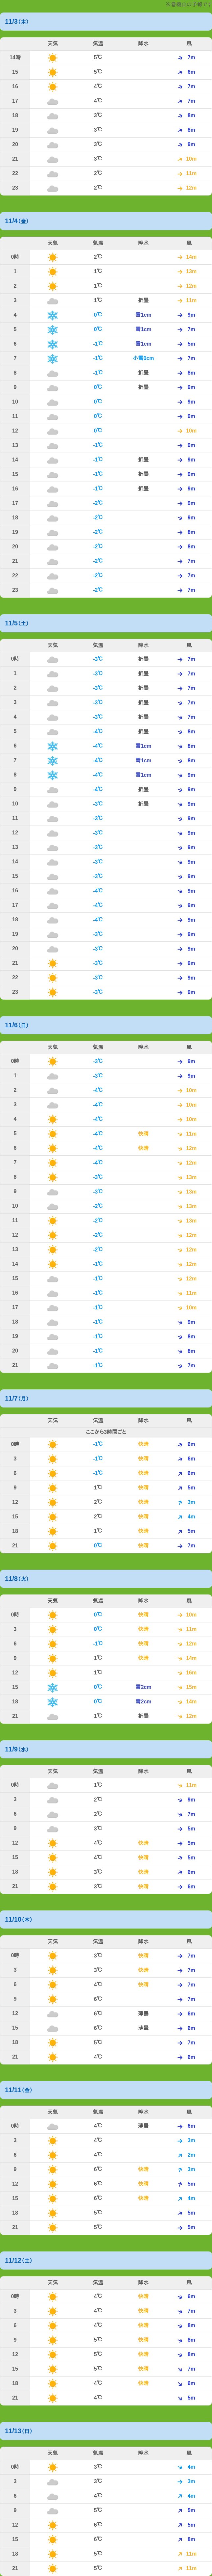 11/3(木)
天気 気温 降水 風
14時 5℃ 7m
15 5℃ 6m
16 4℃ 7m
17 4℃ 7m
18 3℃ 8m
19 3℃ 8m
20 3℃ 9m
21 3℃ 10m
22 2℃ 11m
23 2℃ 12m
11/4(金)
天気 気温 降水 風
0時 2℃ 14m
1 1℃ 13m
2 1℃ 12m
3 1℃ 折曇 11m
4 0℃ 雪1cm 9m
5 0℃ 雪1cm 7m
6 -1℃ 雪1cm 5m
7 -1℃ 小雪0cm 7m
8 -1℃ 折曇 8m
9 0℃ 折曇 9m
10 0℃ 9m
11 0℃ 9m
12 0℃ 10m
13 -1℃ 9m
14 -1℃ 折曇 9m
15 -1℃ 折曇 9m
16 -1℃ 折曇 9m
17 -2℃ 9m
18 -2℃ 9m
19 -2℃ 8m
20 -2℃ 8m
21 -2℃ 7m
22 -2℃ 7m
23 -2℃ 7m
11/5(土)
天気 気温 降水 風
0時 -3℃ 折曇 7m
1 -3℃ 折曇 7m
2 -3℃ 折曇 7m
3 -3℃ 折曇 7m
4 -3℃ 折曇 7m
5 -4℃ 折曇 8m
6 -4℃ 雪1cm 8m
7 -4℃ 雪1cm 8m
8 -4℃ 雪1cm 9m
9 -4℃ 折曇 9m
10 -3℃ 折曇 9m
11 -3℃ 9m
12 -3℃ 9m
13 -3℃ 9m
14 -3℃ 9m
15 -3℃ 9m
16 -4℃ 9m
17 -4℃ 9m
18 -4℃ 9m
19 -3℃ 9m
20 -3℃ 9m
21 -3℃ 9m
22 -3℃ 9m
23 -3℃ 9m
11/6(日)
天気 気温 降水 風
0時 -3℃ 9m
1 -3℃ 9m
2 -4℃ 10m
3 -4℃ 10m
4 -4℃ 10m
5 -4℃ 快晴 11m
6 -4℃ 快晴 12m
7 -4℃ 12m
8 -3℃ 13m
9 -3℃ 13m
10 -2℃ 13m
11 -2℃ 13m
12 -2℃ 12m
13 -2℃ 12m
14 -1℃ 12m
15 -1℃ 12m
16 -1℃ 11m
17 -1℃ 10m
18 -1℃ 9m
19 -1℃ 8m
20 -1℃ 8m
21 -1℃ 7m
11/7(月)
天気 気温 降水 風
ここから3時間ごと
0時 -1℃ 快晴 6m
3 -1℃ 快晴 6m
6 -1℃ 快晴 6m
9 1℃ 快晴 5m
12 2℃ 快晴 3m
15 2℃ 快晴 4m
18 1℃ 快晴 5m
21 0℃ 快晴 7m
11/8(火)
天気 気温 降水 風
0時 0℃ 快晴 10m
3 0℃ 快晴 11m
6 -1℃ 快晴 12m
9 1℃ 快晴 14m
12 1℃ 16m
15 0℃ 雪2cm 15m
18 0℃ 雪2cm 14m
21 1℃ 折曇 12m
11/9(水)
天気 気温 降水 風
0時 1℃ 11m
3 2℃ 9m
6 2℃ 7m
9 3℃ 5m
12 4℃ 快晴 5m
15 4℃ 快晴 5m
18 3℃ 快晴 6m
21 3℃ 快晴 6m
11/10(木)
天気 気温 降水 風
0時 3℃ 快晴 7m
3 3℃ 快晴 7m
6 4℃ 快晴 7m
9 6℃ 7m
12 6℃ 薄曇 6m
15 6℃ 薄曇 6m
18 5℃ 7m
21 4℃ 6m
11/11(金)
天気 気温 降水 風
0時 4℃ 薄曇 6m
3 4℃ 3m
6 4℃ 2m
9 6℃ 快晴 3m
12 6℃ 快晴 5m
15 6℃ 快晴 4m
18 5℃ 5m
21 5℃ 5m
11/12(土)
天気 気温 降水 風
0時 4℃ 快晴 6m
3 4℃ 快晴 7m
6 4℃ 快晴 8m
9 5℃ 快晴 8m
12 5℃ 快晴 8m
15 5℃ 快晴 7m
18 4℃ 快晴 6m
21 4℃ 5m
11/13(日)
天気 気温 降水 風
0時 3℃ 4m
3 3℃ 3m
6 4℃ 4m
9 5℃ 5m
12 6℃ 5m
15 6℃ 8m
18 5℃ 11m
21 5℃ 11m